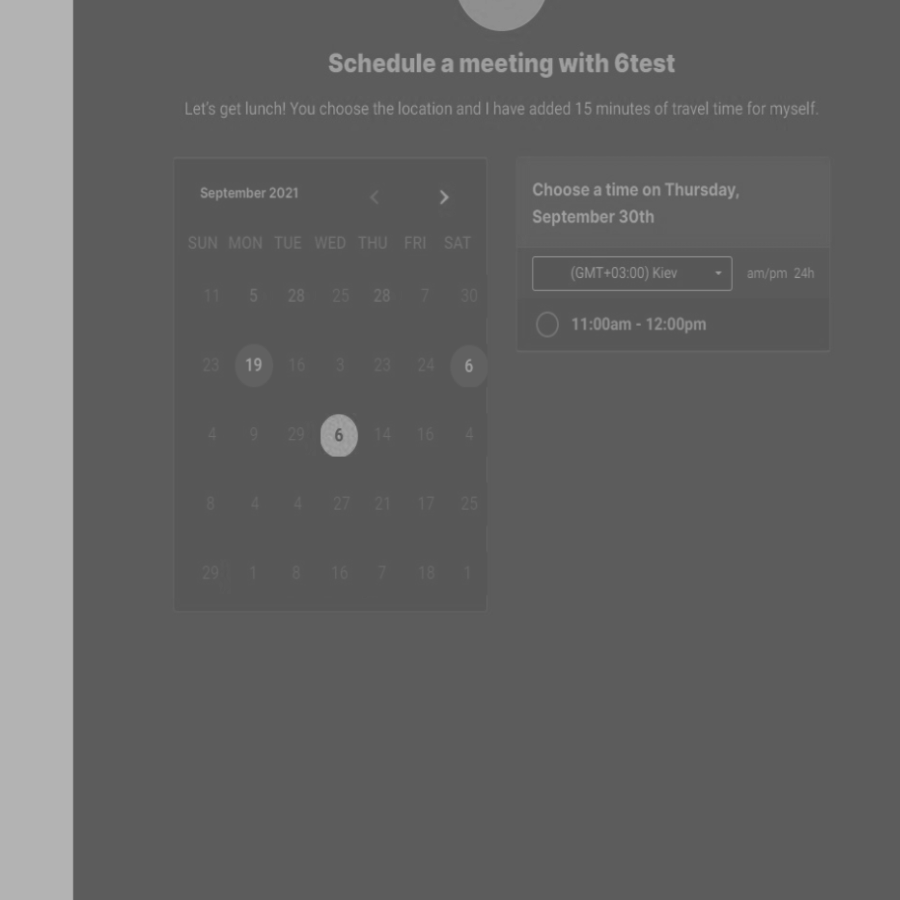 Schedule a meeting with 6test
Let's get lunch! You choose the location and I have added 15 minutes of travel time for myself.
September 2021
SUN MON TUE WED THU FRI SAT
11 5 28 25 28 7 30
23 19 16 3 23 24 6
4 9 29 6 14 16 4
8 4 4 27 21 17 25
29 1 8 16 7 18 1
Choose a time on Thursday,
September 30th
(GMT+03:00) Kiev am/pm 24h
11:00am - 12:00pm